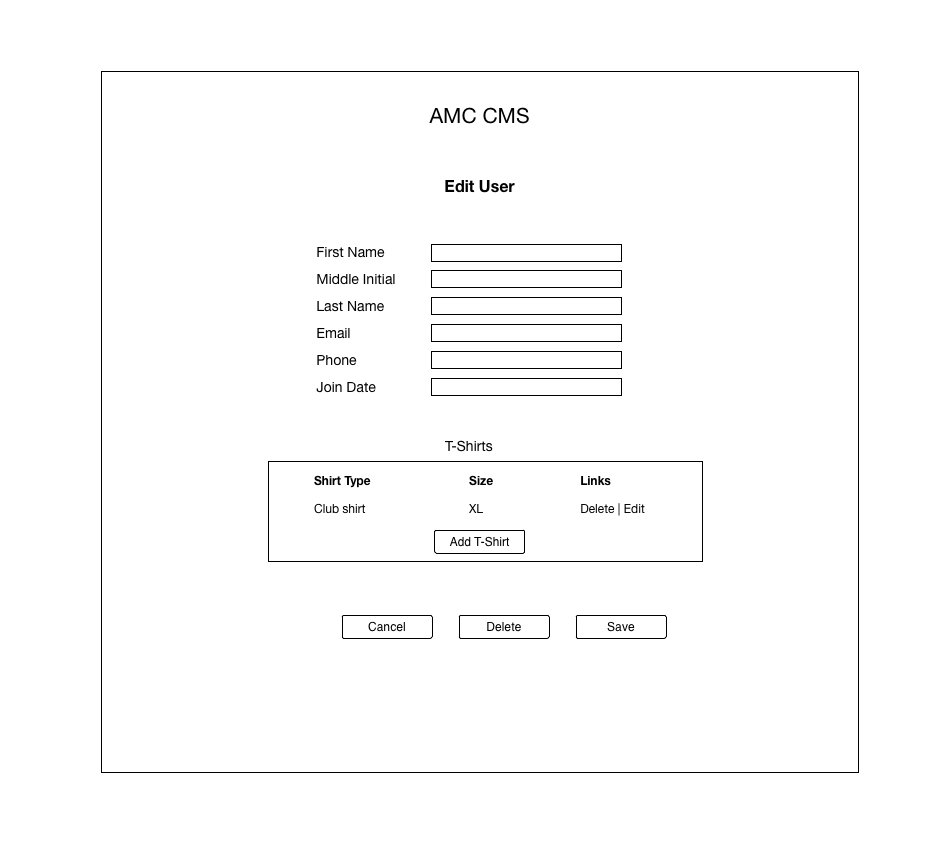 AMC CMS
Edit User
First Name
Middle Initial
Last Name
Email
Phone
Join Date
T-Shirts
Shirt Type Size Links
Club shirt XL Delete | Edit
Add T-Shirt
Cancel Delete Save